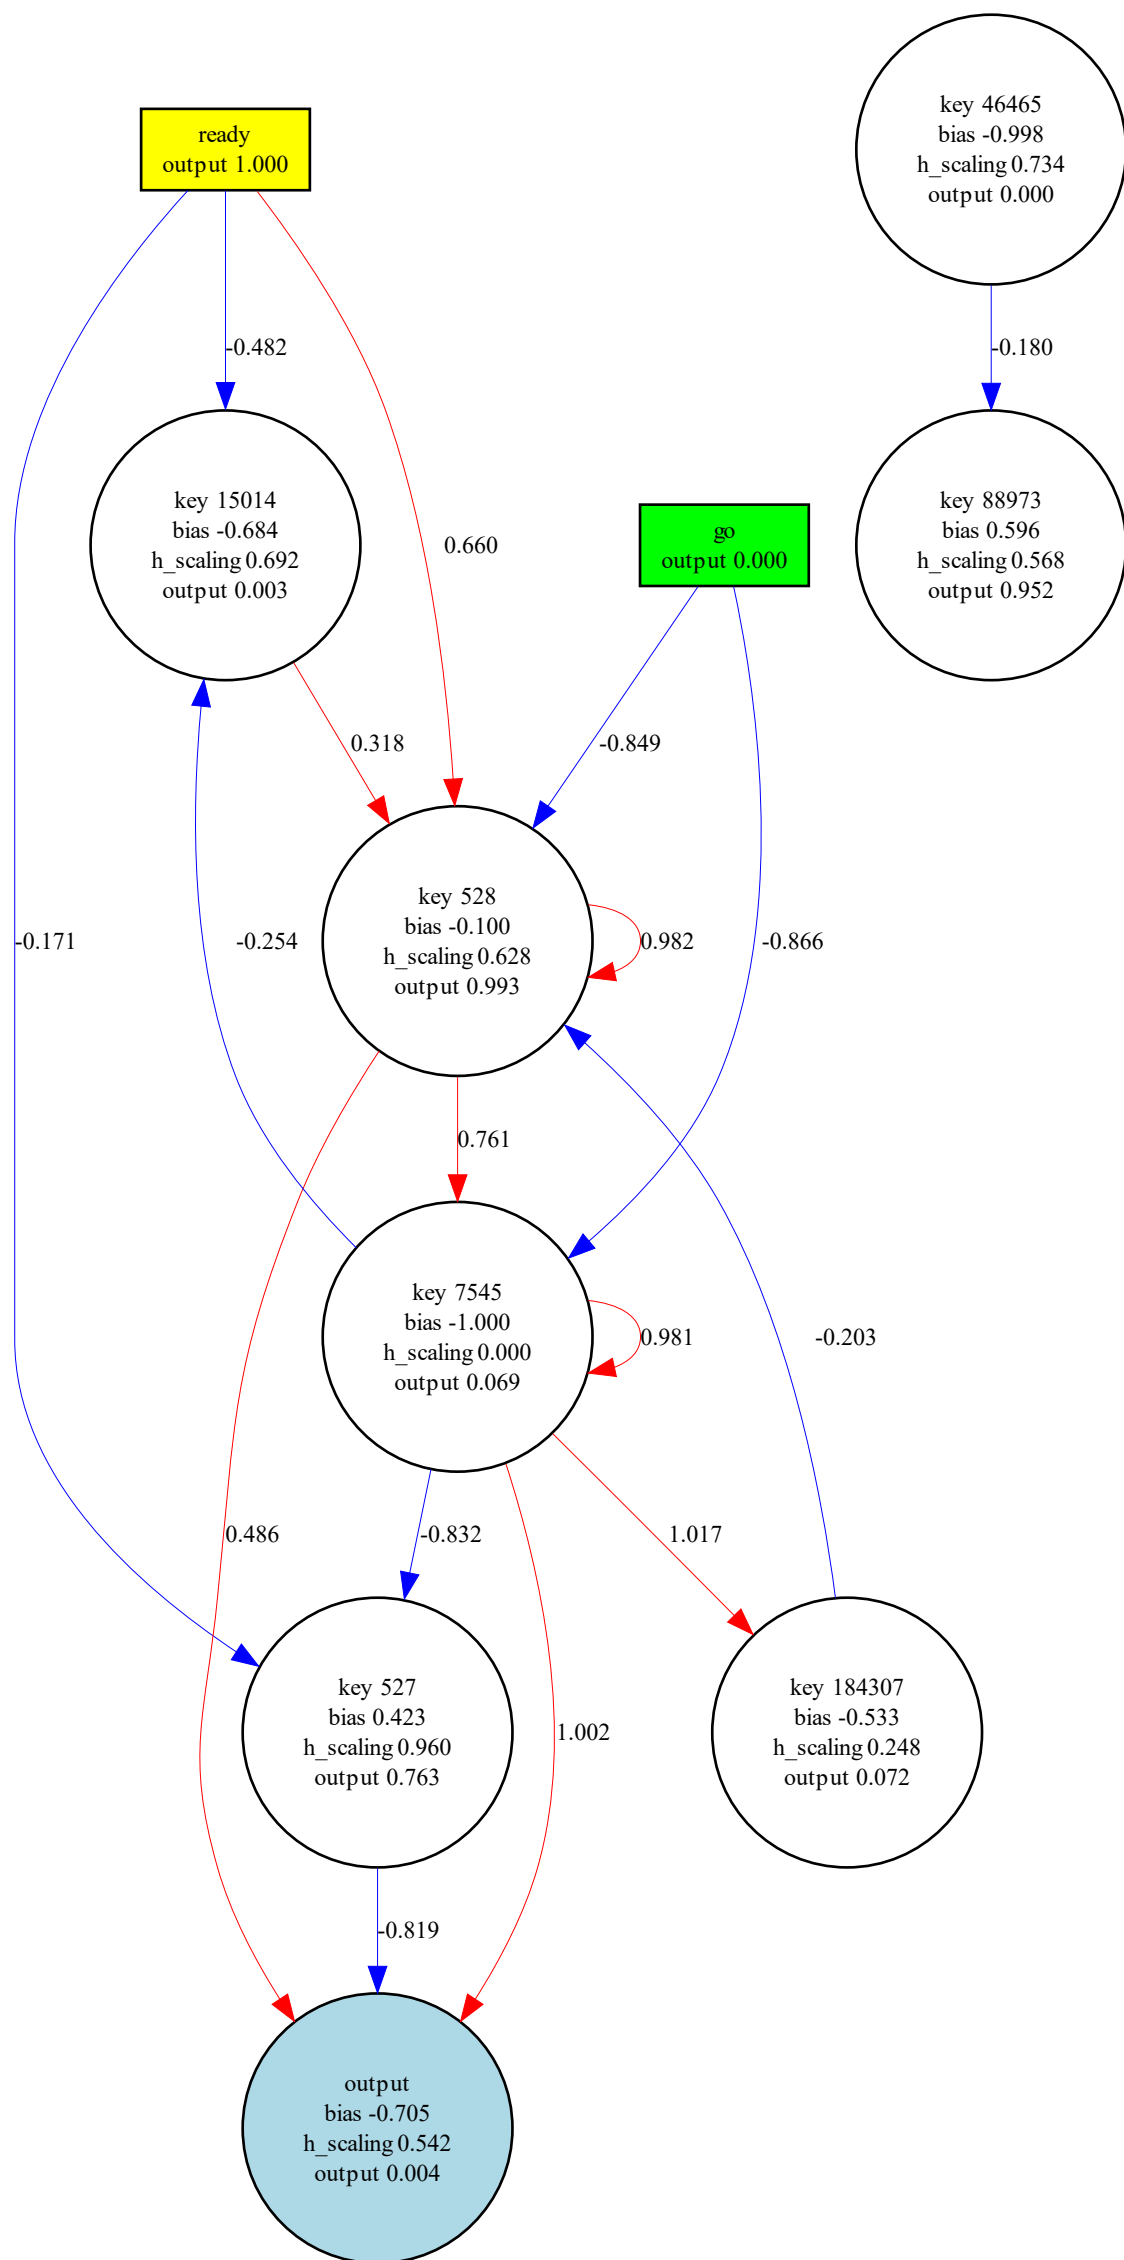 key 46465
bias -0.998
h_scaling 0.734
output 0.000
ready
output 1.000
-0.482
-0.180
key 15014
bias -0.684
h_scaling 0.692
output 0.003
0.660
go
output 0.000
key 88973
bias 0.596
h_scaling 0.568
output 0.952
0.318
-0.849
-0.171
-0.254
key 528
bias -0.100
h_scaling 0.628
output 0.993
0.982
-0.866
0.761
key 7545
bias -1.000
h_scaling 0.000
output 0.069
0.981
-0.203
0.486
-0.832
1.017
key 527
bias 0.423
h_scaling 0.960
output 0.763
1.002
key 184307
bias -0.533
h_scaling 0.248
output 0.072
-0.819
output
bias -0.705
h_scaling 0.542
output 0.004